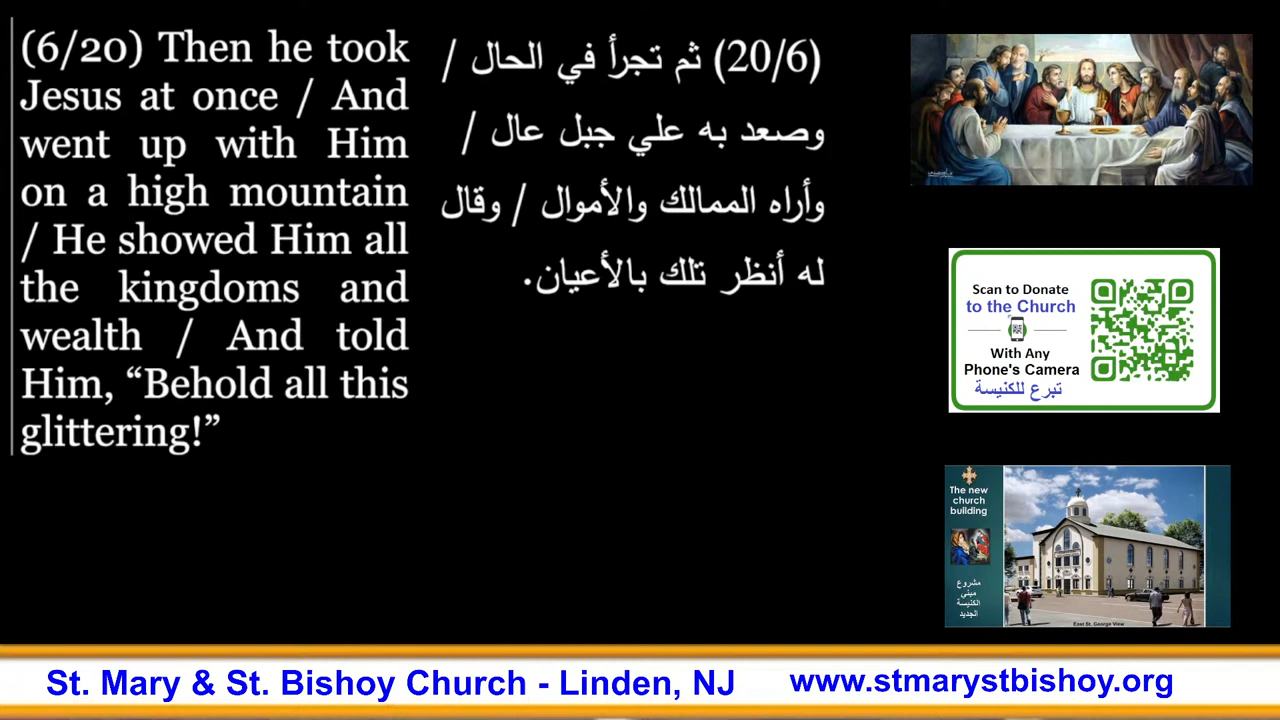 (6/20) Then he took
Jesus at once / And
went up with Him
on a high mountain
/ He showed Him all
the kingdoms and
wealth / And told
Him, “Behold all this
glittering!”
(20/6) ثم تجرأ في الحال /
وصعد به علي جبل عال /
وأراه الممالك والأموال / وقال
له أنظر تلك بالأعيان.
Scan to Donate
to the Church
With Any
Phone's Camera
تبرع للكنيسة
The new
church
building
مشروع
مبنى
الكنيسة
الجديد
East St. George View
St. Mary & St. Bishoy Church - Linden, NJ
www.stmarystbishoy.org